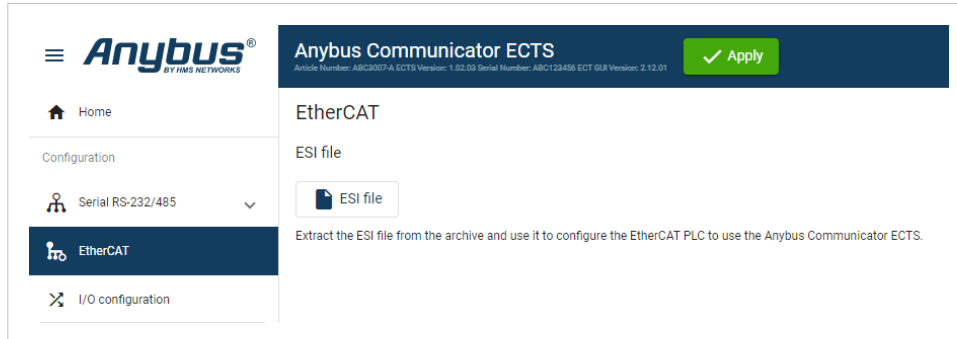 Anybus®
BY HMS NETWORKS
Home
Configuration
Serial RS-232/485
EtherCAT
I/O configuration
Anybus Communicator ECTS
Article Number: ABC3007-A ECTS Version: 1.02.03 Serial Number: ABC123456 ECT GUI Version: 2.12.01
Apply
EtherCAT
ESI file
ESI file
Extract the ESI file from the archive and use it to configure the EtherCAT PLC to use the Anybus Communicator ECTS.